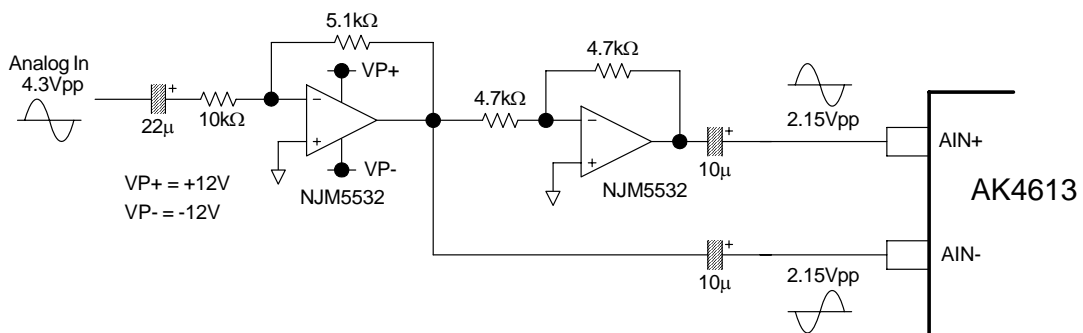 5.1kΩ
4.7kΩ
Analog In
4.3Vpp
VP+
+
22μ
10kΩ
−
+
VP-
NJM5532
VP+ = +12V
VP- = -12V
4.7kΩ
−
+
NJM5532
+
10μ
2.15Vpp
AIN+
AK4613
+
10μ
AIN-
2.15Vpp